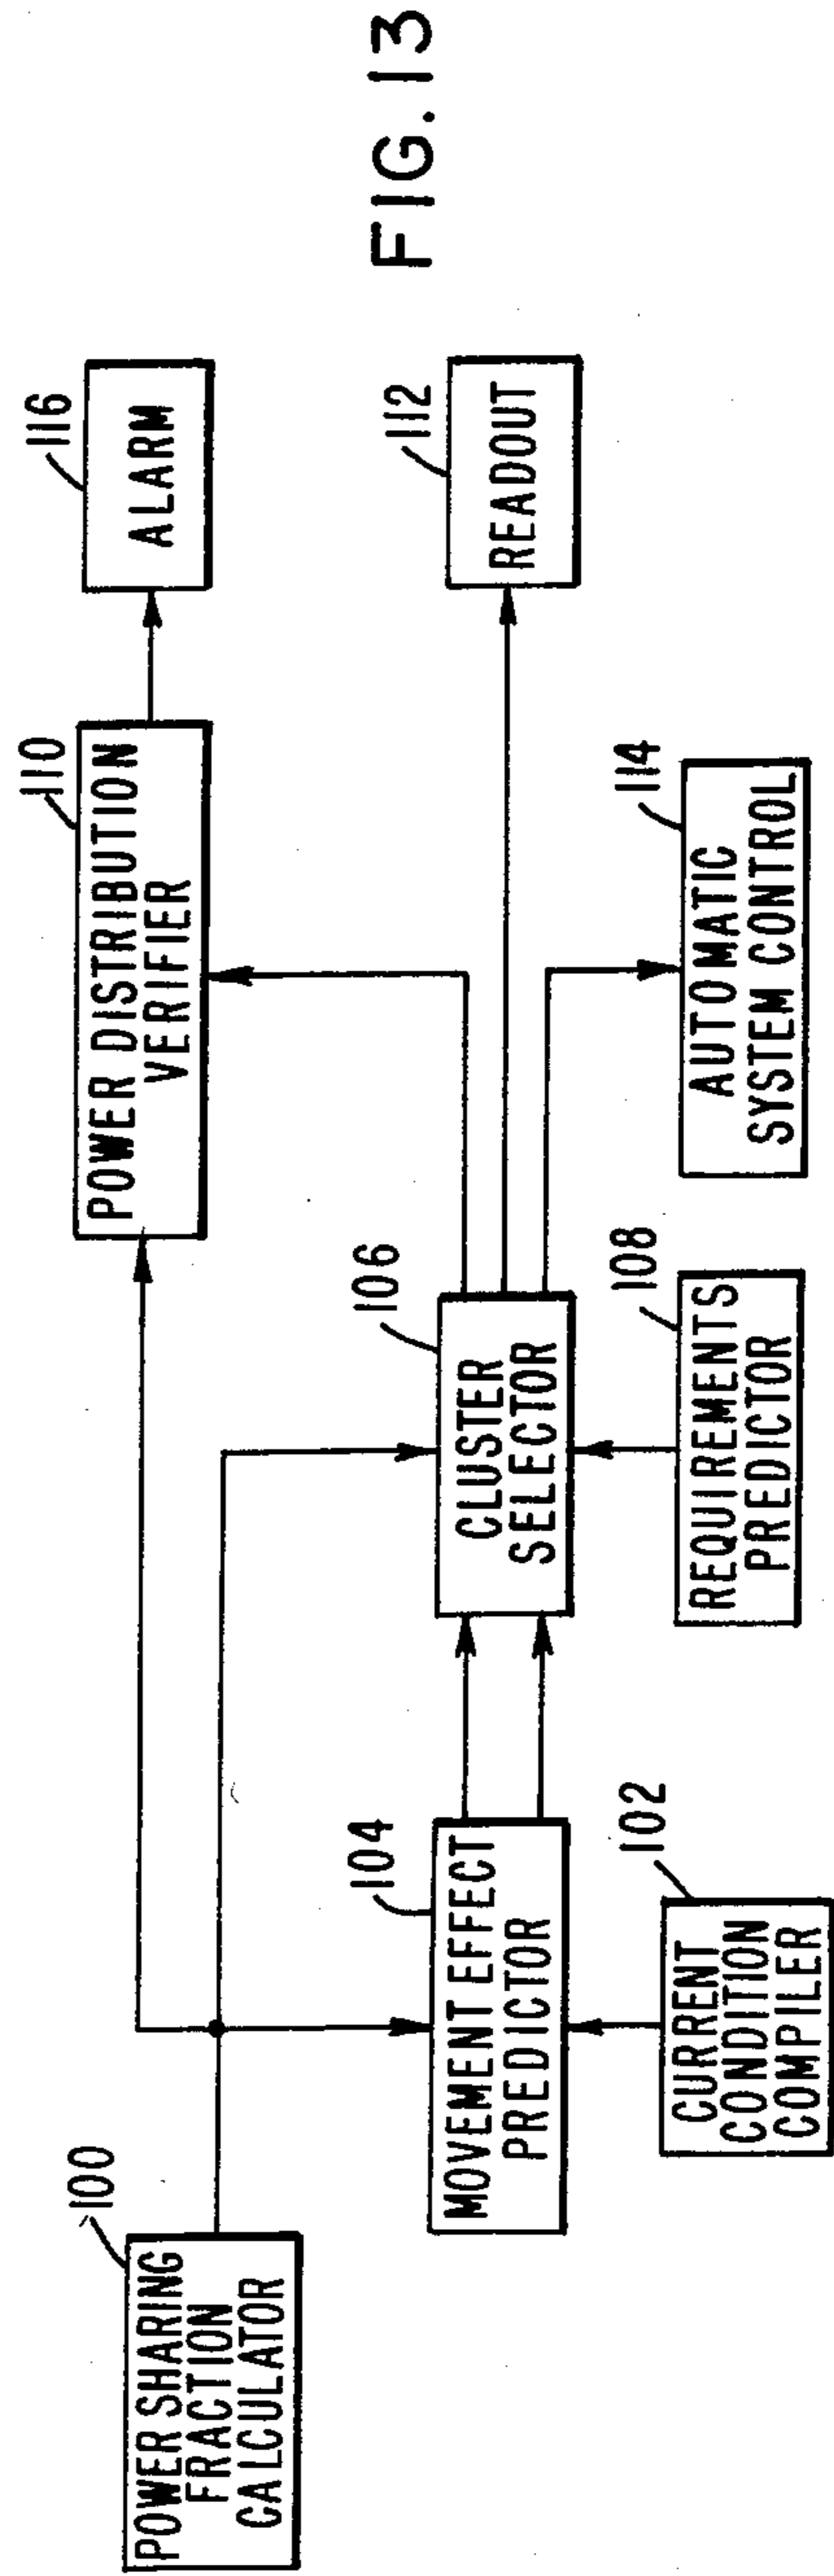 100
POWER SHARING
FRACTION
CALCULATOR
110
POWER DISTRIBUTION
VERIFIER
116
ALARM
104
MOVEMENT EFFECT
PREDICTOR
106
CLUSTER
SELECTOR
112
READOUT
102
CURRENT
CONDITION
COMPILER
108
REQUIREMENTS
PREDICTOR
114
AUTOMATIC
SYSTEM CONTROL
FIG. 13